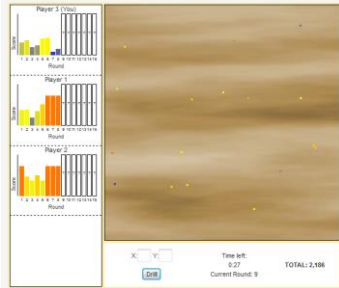 Player 3 (You)
Score
1 2 3 4 5 6 7 8 9 10 11 12 13 14 15
Round
Player 1
Score
1 2 3 4 5 6 7 8 9 10 11 12 13 14 15
Round
Player 2
Score
1 2 3 4 5 6 7 8 9 10 11 12 13 14 15
Round
X: Y:
Drill
Time left:
0:27
Current Round: 9
TOTAL: 2,186